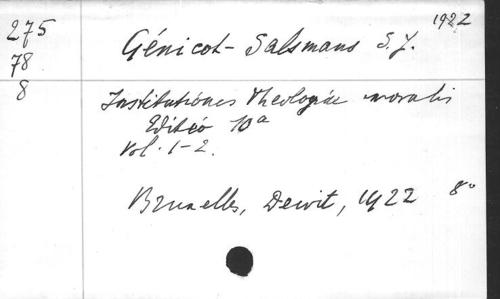 1922
275
78
8
Génicot-Salsmans S.J.
Institutiones Theologiae moralis
Editio 10ª
Vol. 1-2.
Bruxelles, Dewit, 1922 8°